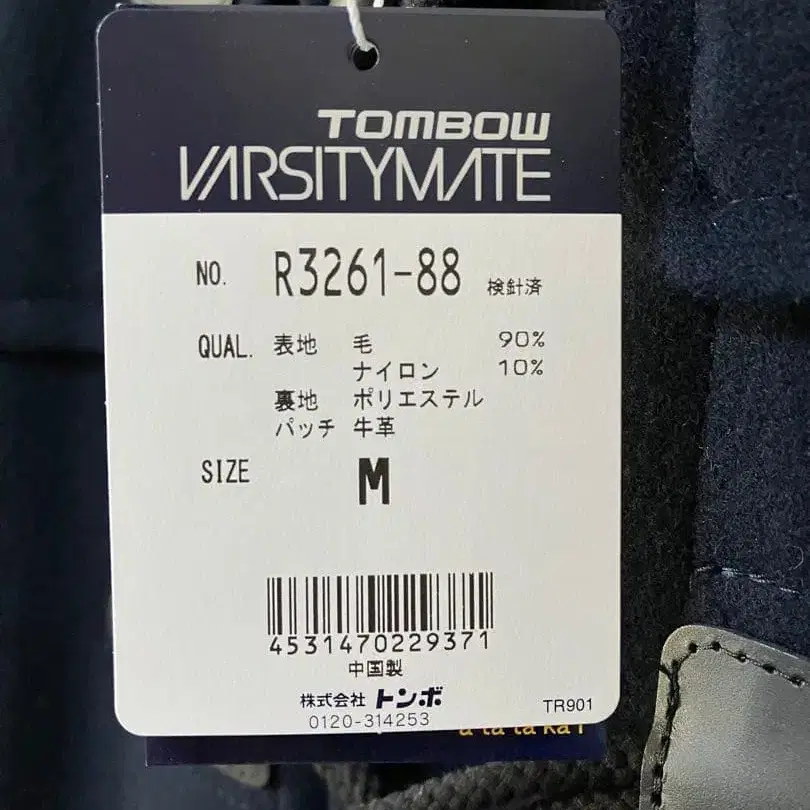 TOMBOW
VARSITYMATE
NO. R3261-88 検針済
QUAL. 表地 毛 90%
ナイロン 10%
裏地 ポリエステル
パッチ 牛革
SIZE M
4531470229371
中国製
株式会社 トンボ TR901
0120-314253